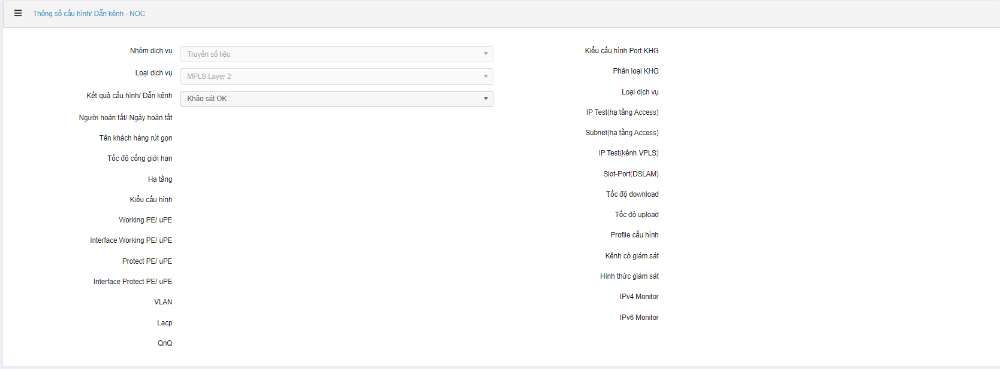 Thông số cấu hình/ Dẫn kênh - NOC
Nhóm dịch vụ
Truyền số liệu
Loại dịch vụ
MPLS Layer 2
Kết quả cấu hình/ Dẫn kênh
Khảo sát OK
Người hoàn tất/ Ngày hoàn tất
Tên khách hàng rút gọn
Tốc độ cổng giới hạn
Hạ tầng
Kiểu cấu hình
Working PE/ uPE
Interface Working PE/ uPE
Protect PE/ uPE
Interface Protect PE/ uPE
VLAN
Lacp
QnQ
Kiểu cấu hình Port KHG
Phân loại KHG
Loại dịch vụ
IP Test(hạ tầng Access)
Subnet(hạ tầng Access)
IP Test(kênh VPLS)
Slot-Port(DSLAM)
Tốc độ download
Tốc độ upload
Profile cấu hình
Kênh có giám sát
Hình thức giám sát
IPv4 Monitor
IPv6 Monitor